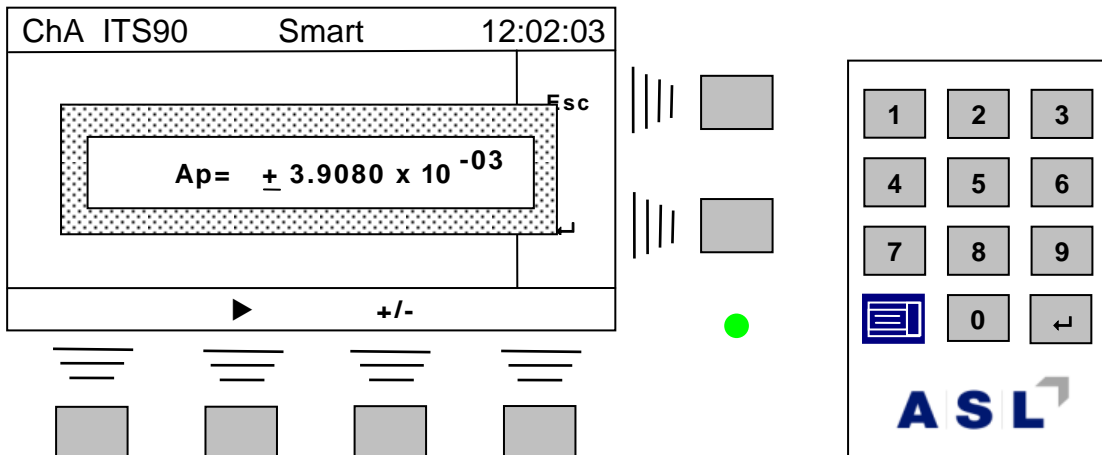 ChA ITS90 Smart 12:02:03
Esc
Ap= ± 3.9080 x 10 -03
↵
▶ +/-
1 2 3
4 5 6
7 8 9
0 ↵
ASL